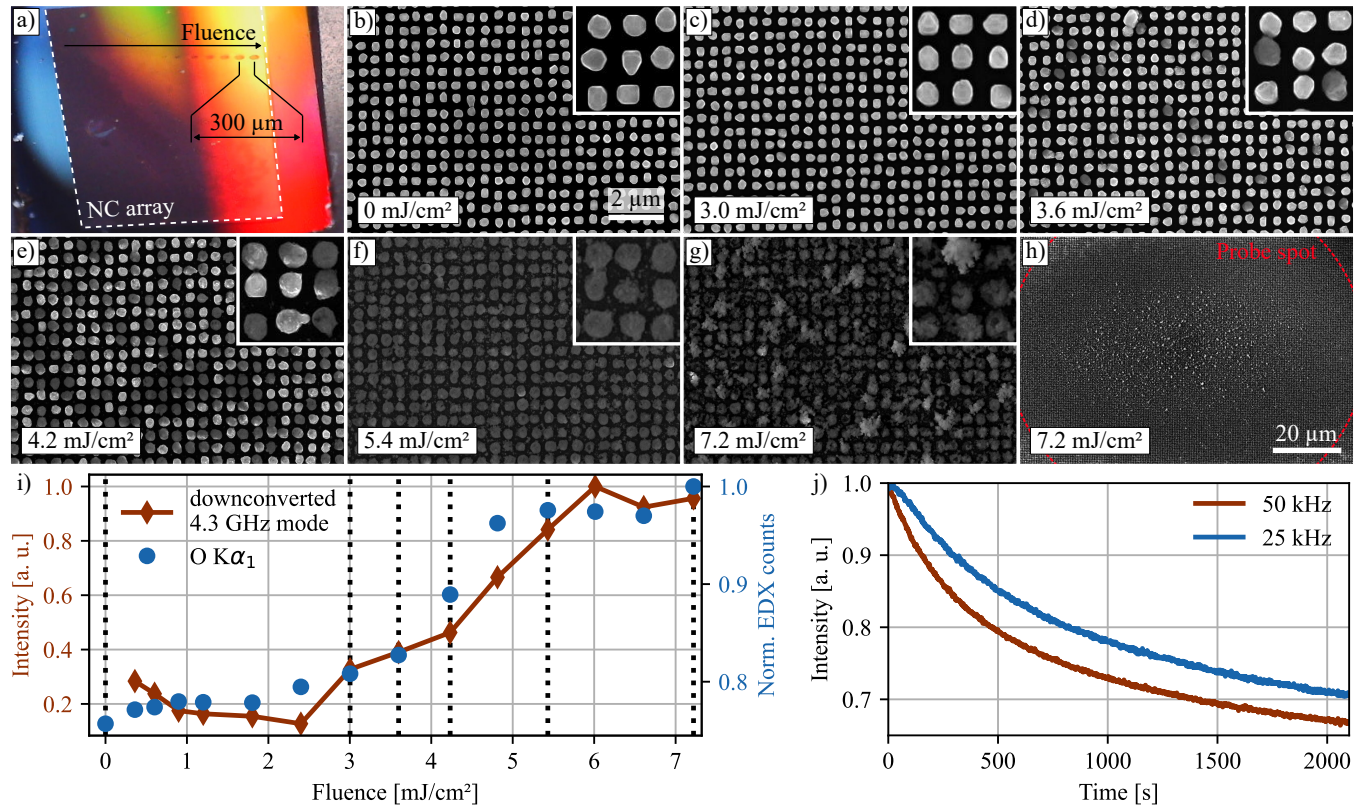 a)
Fluence
300 µm
NC array
b)
0 mJ/cm²
2 µm
c)
3.0 mJ/cm²
d)
3.6 mJ/cm²
e)
4.2 mJ/cm²
f)
5.4 mJ/cm²
g)
7.2 mJ/cm²
h)
Probe spot
7.2 mJ/cm²
20 µm
i)
downconverted
4.3 GHz mode
O Kα₁
Intensity [a. u.]
1.0
0.8
0.6
0.4
0.2
Norm. EDX counts
1.0
0.9
0.8
0 1 2 3 4 5 6 7
Fluence [mJ/cm²]
j)
50 kHz
25 kHz
Intensity [a. u.]
1.0
0.9
0.8
0.7
0 500 1000 1500 2000
Time [s]